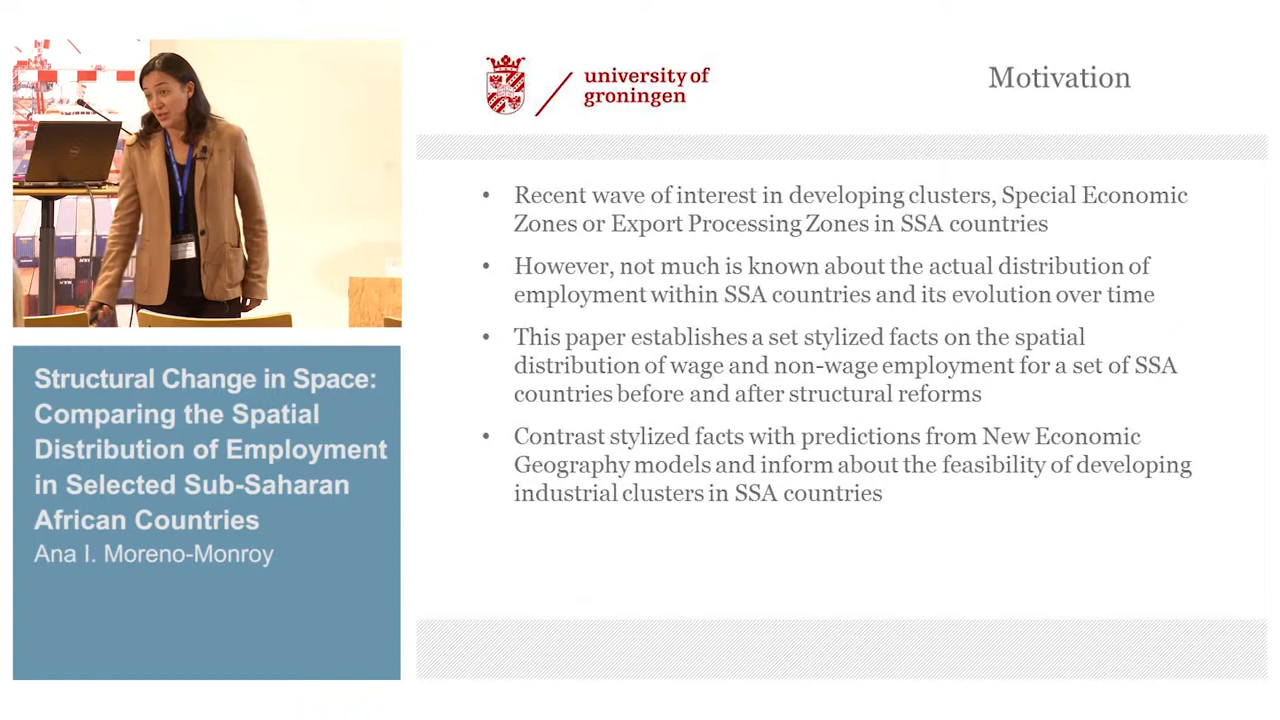 university of
groningen
Motivation
• Recent wave of interest in developing clusters, Special Economic
Zones or Export Processing Zones in SSA countries
• However, not much is known about the actual distribution of
employment within SSA countries and its evolution over time
• This paper establishes a set stylized facts on the spatial
distribution of wage and non-wage employment for a set of SSA
countries before and after structural reforms
• Contrast stylized facts with predictions from New Economic
Geography models and inform about the feasibility of developing
industrial clusters in SSA countries
Structural Change in Space:
Comparing the Spatial
Distribution of Employment
in Selected Sub-Saharan
African Countries
Ana I. Moreno-Monroy